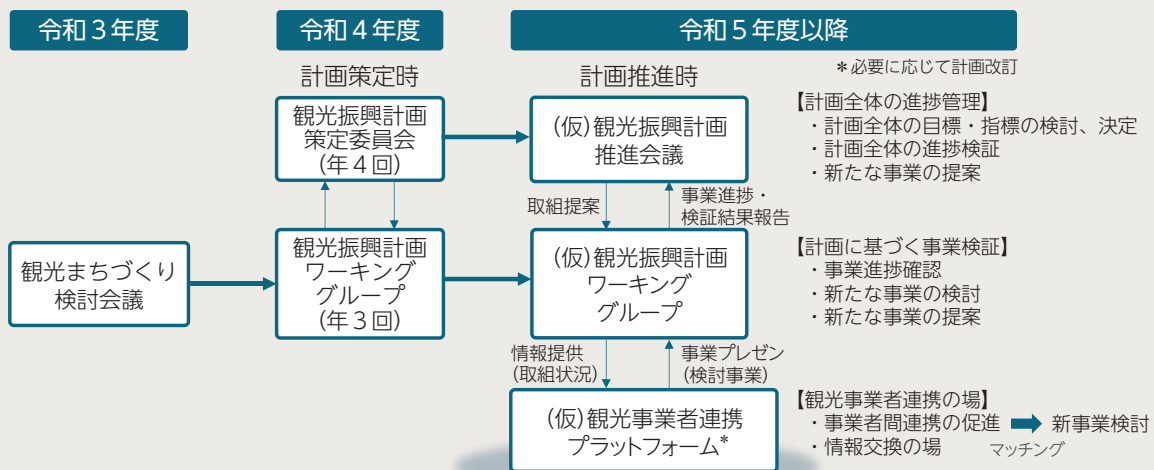 令和３年度
令和４年度
令和５年度以降
計画策定時
計画推進時
＊必要に応じて計画改訂
観光振興計画
策定委員会
(年４回)
(仮)観光振興計画
推進会議
【計画全体の進捗管理】
・計画全体の目標・指標の検討、決定
・計画全体の進捗検証
・新たな事業の提案
取組提案
事業進捗・
検証結果報告
観光まちづくり
検討会議
観光振興計画
ワーキング
グループ
(年３回)
(仮)観光振興計画
ワーキング
グループ
【計画に基づく事業検証】
・事業進捗確認
・新たな事業の検討
・新たな事業の提案
情報提供
(取組状況)
事業プレゼン
(検討事業)
(仮)観光事業者連携
プラットフォーム＊
【観光事業者連携の場】
・事業者間連携の促進 新事業検討
・情報交換の場 マッチング